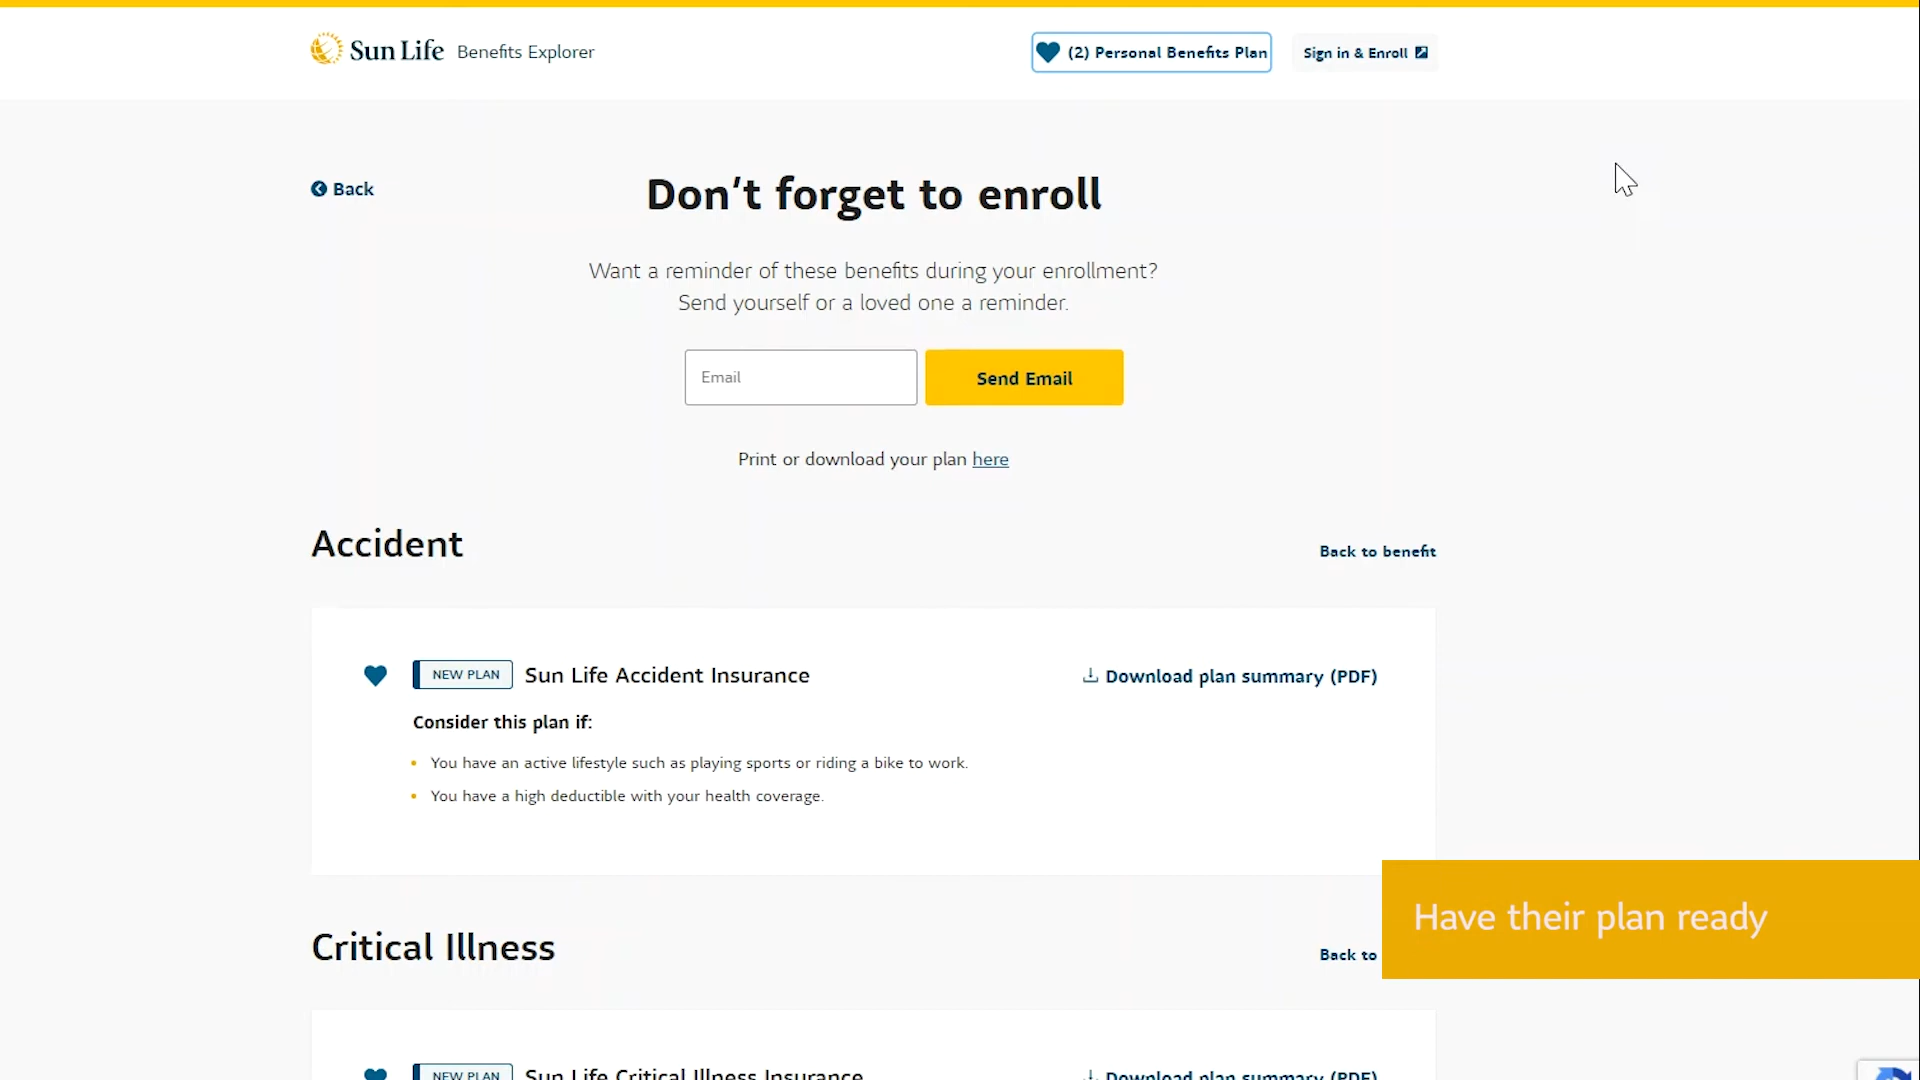 Sun Life Benefits Explorer
(2) Personal Benefits Plan
Sign in & Enroll
Back
Don't forget to enroll
Want a reminder of these benefits during your enrollment?
Send yourself or a loved one a reminder.
Email
Send Email
Print or download your plan here
Accident
Back to benefit
NEW PLAN
Sun Life Accident Insurance
Download plan summary (PDF)
Consider this plan if:
• You have an active lifestyle such as playing sports or riding a bike to work.
• You have a high deductible with your health coverage.
Have their plan ready
Critical Illness
Back to
NEW PLAN
Sun Life Critical Illness Insurance
Download plan summary (PDF)